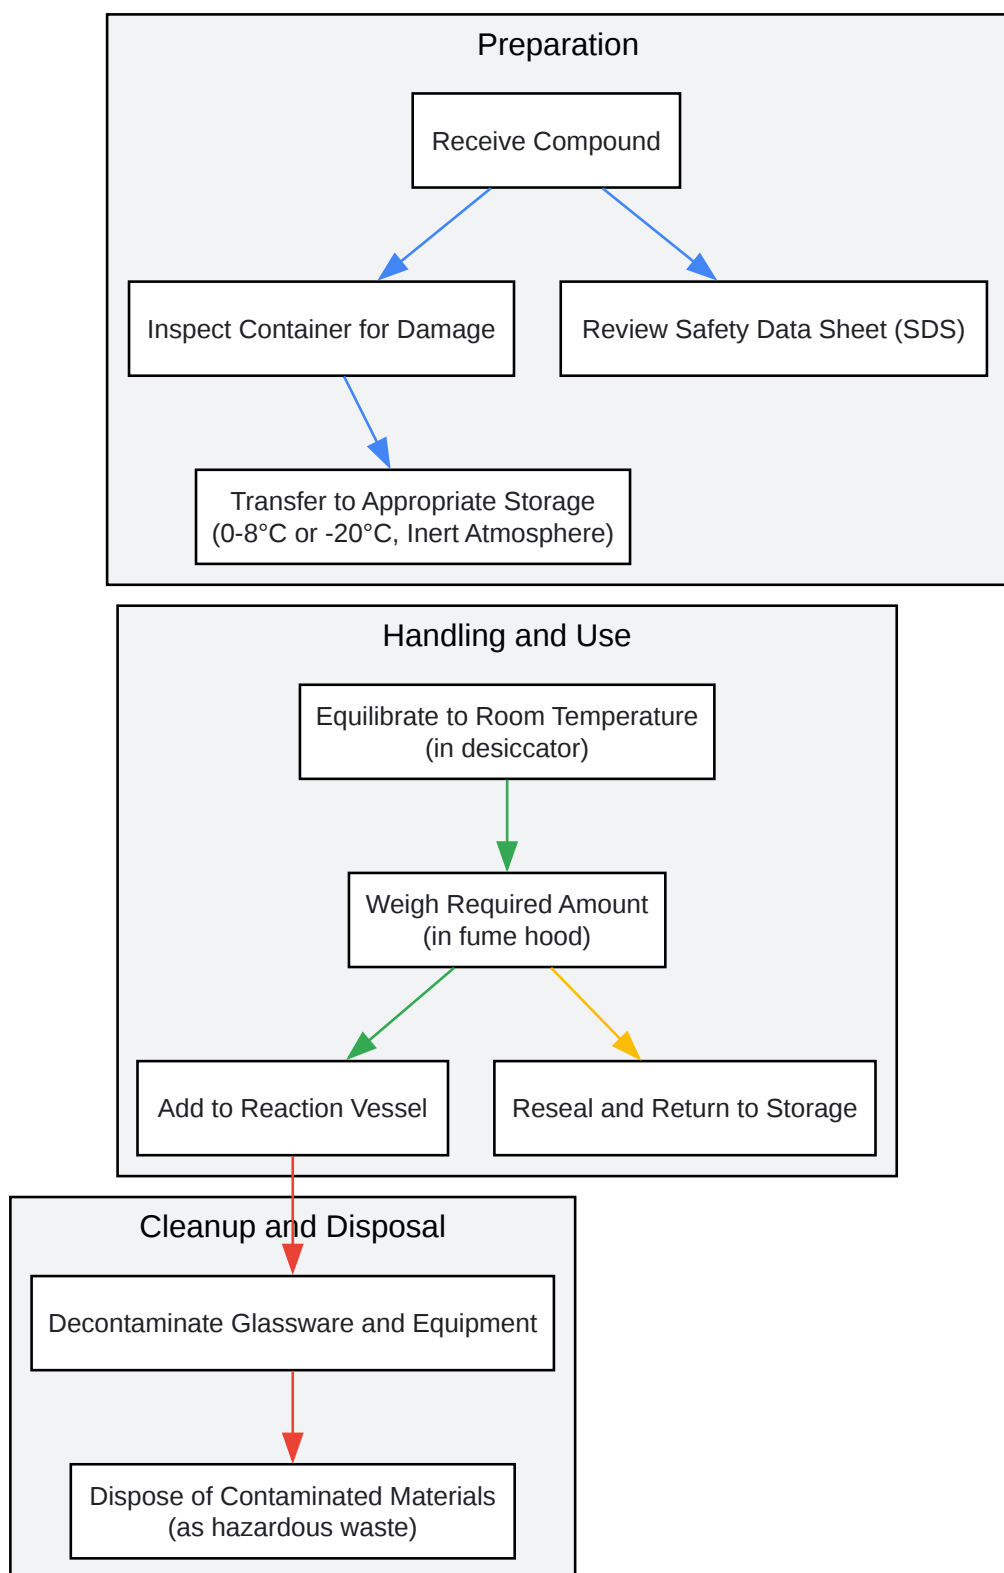 Preparation
Receive Compound
Inspect Container for Damage
Review Safety Data Sheet (SDS)
Transfer to Appropriate Storage
(0-8°C or -20°C, Inert Atmosphere)
Handling and Use
Equilibrate to Room Temperature
(in desiccator)
Weigh Required Amount
(in fume hood)
Add to Reaction Vessel
Reseal and Return to Storage
Cleanup and Disposal
Decontaminate Glassware and Equipment
Dispose of Contaminated Materials
(as hazardous waste)